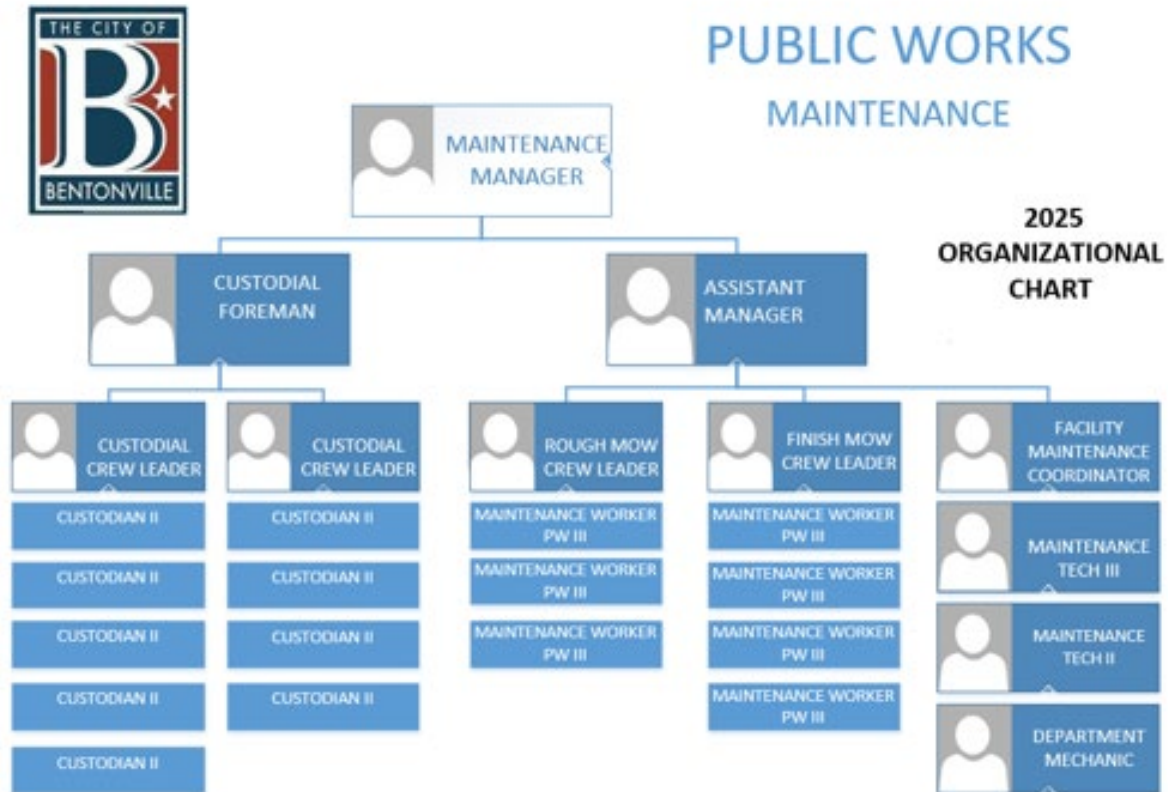 THE CITY OF
B
BENTONVILLE
PUBLIC WORKS
MAINTENANCE
2025
ORGANIZATIONAL
CHART
MAINTENANCE
MANAGER
CUSTODIAL
FOREMAN
ASSISTANT
MANAGER
CUSTODIAL
CREW LEADER
CUSTODIAN II
CUSTODIAN II
CUSTODIAN II
CUSTODIAN II
CUSTODIAN II
CUSTODIAL
CREW LEADER
CUSTODIAN II
CUSTODIAN II
CUSTODIAN II
CUSTODIAN II
ROUGH MOW
CREW LEADER
MAINTENANCE WORKER
PW III
MAINTENANCE WORKER
PW III
MAINTENANCE WORKER
PW III
FINISH MOW
CREW LEADER
MAINTENANCE WORKER
PW III
MAINTENANCE WORKER
PW III
MAINTENANCE WORKER
PW III
MAINTENANCE WORKER
PW III
FACILITY
MAINTENANCE
COORDINATOR
MAINTENANCE
TECH III
MAINTENANCE
TECH II
DEPARTMENT
MECHANIC